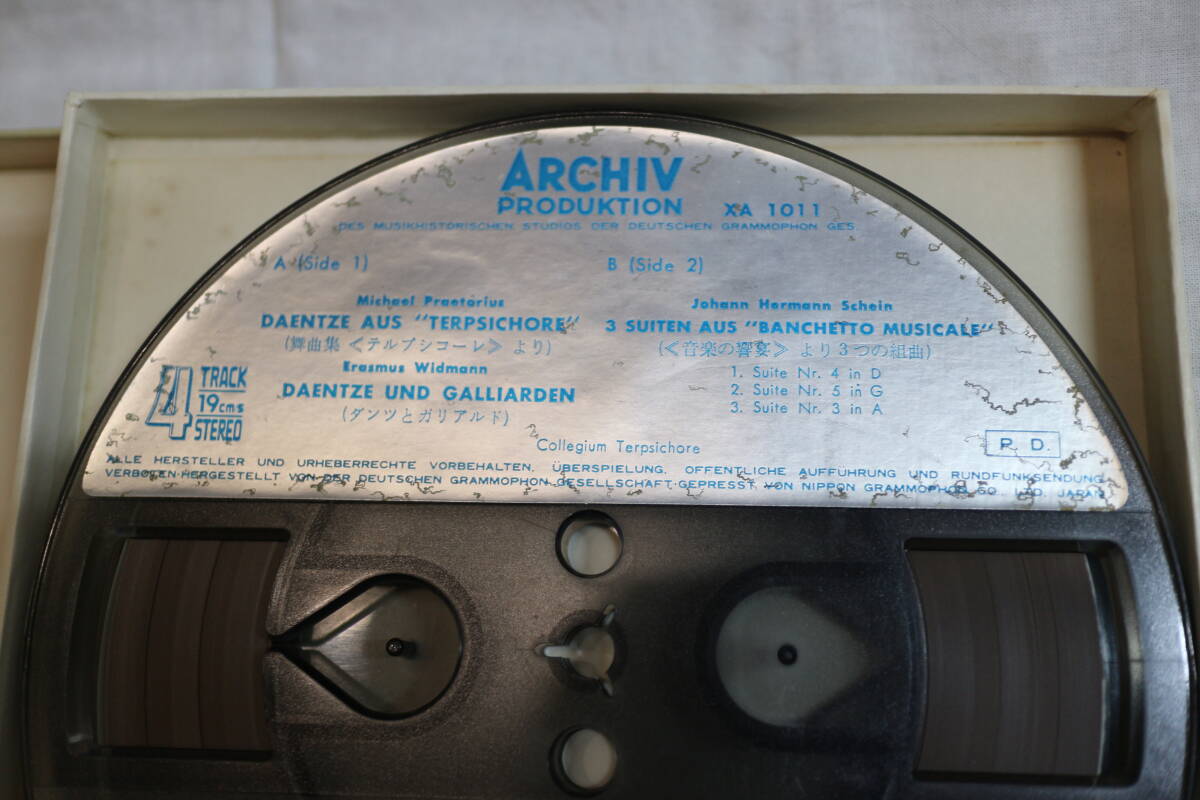 ARCHIV
PRODUKTION XA 1011
DES MUSIKHISTORISCHEN STUDIOS DER DEUTSCHEN GRAMMOPHON GES.
A (Side 1)
Michael Praetorius
DAENTZE AUS "TERPSICHORE"
(舞曲集《テルプシコーレ》より)
Erasmus Widmann
DAENTZE UND GALLIARDEN
(ダンツとガリアルド)
B (Side 2)
Johann Hermann Schein
3 SUITEN AUS "BANCHETTO MUSICALE"
(《音楽の響宴》より3つの組曲)
1. Suite Nr. 4 in D
2. Suite Nr. 5 in G
3. Suite Nr. 3 in A
4 TRACK
19cms
STEREO
Collegium Terpsichore
P. D.
ALLE HERSTELLER UND URHEBERRECHTE VORBEHALTEN. ÜBERSPIELUNG. OFFENTLICHE AUFFÜHRUNG UND RUNDFUNKSENDUNG
VERBOTEN·HERGESTELLT VON DER DEUTSCHEN GRAMMOPHON GESELLSCHAFT·GEPRESST VON NIPPON GRAMMOPHON JAPAN